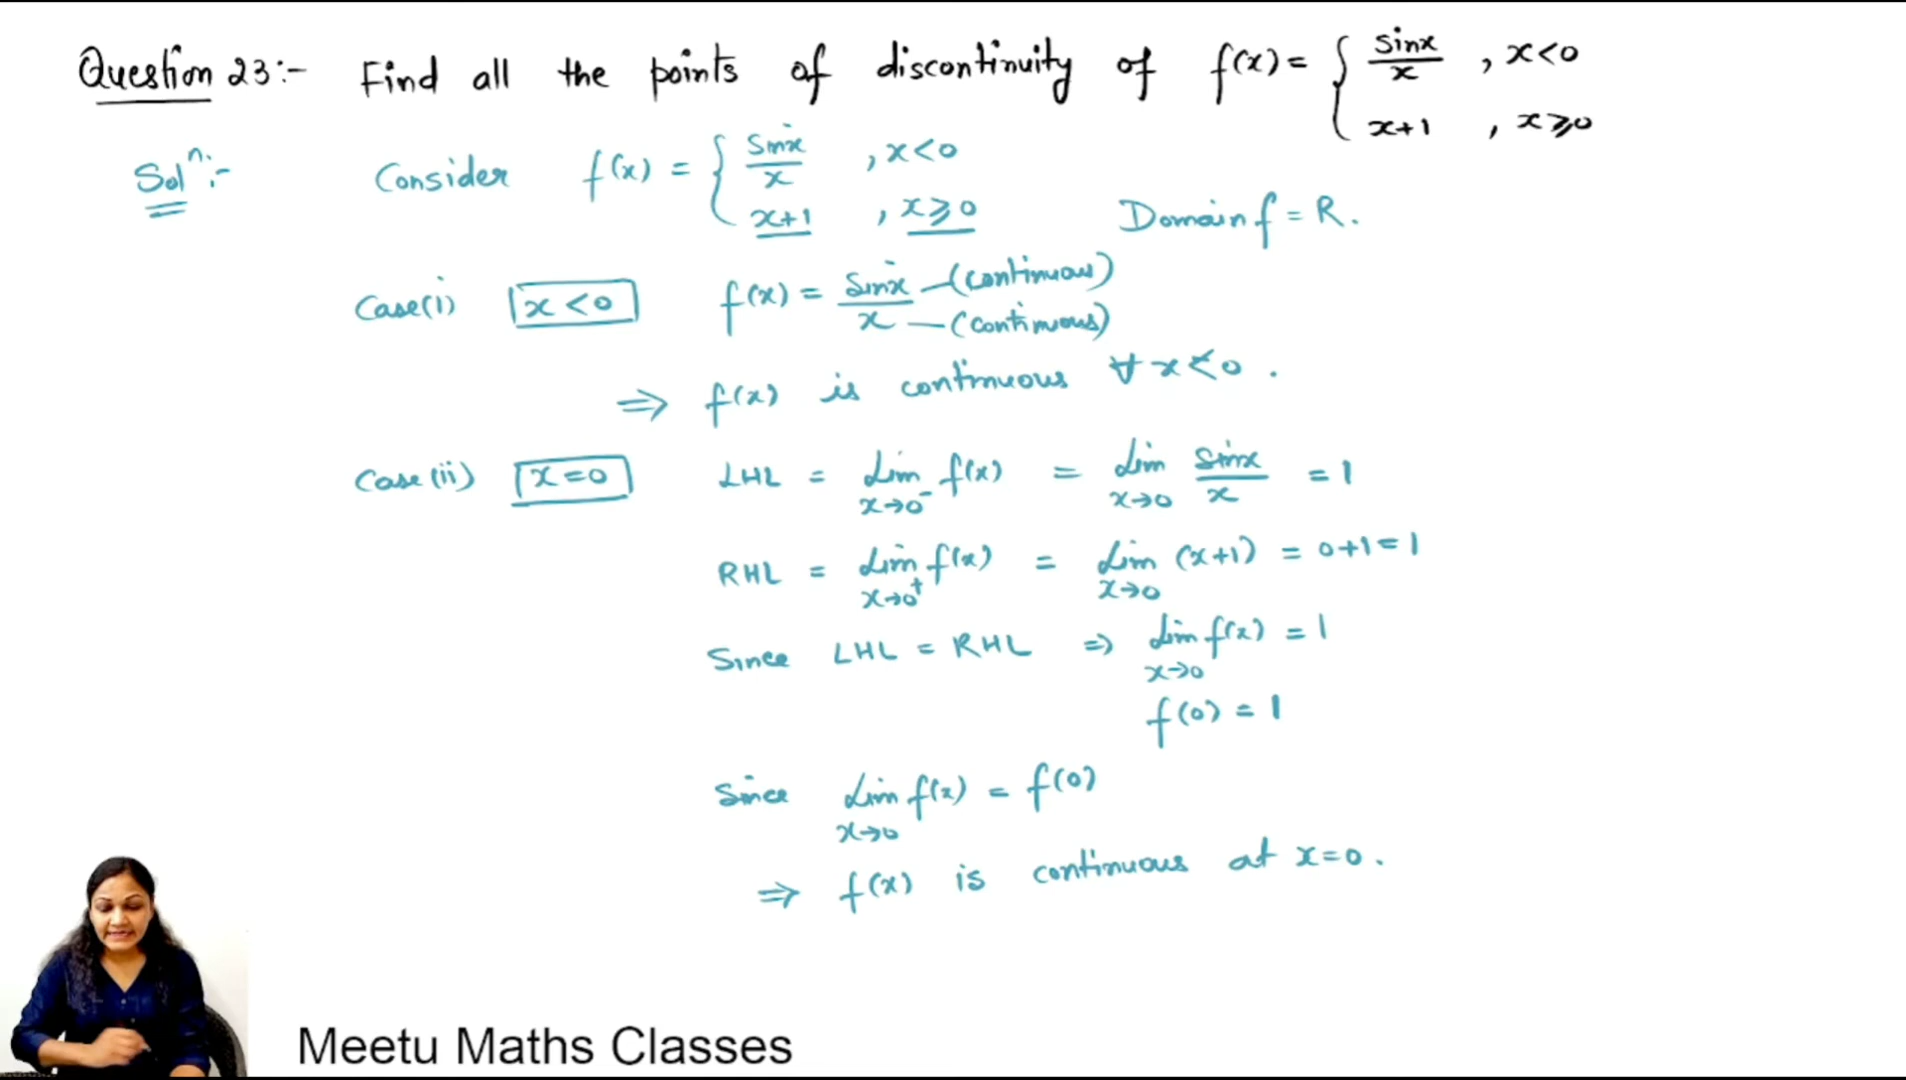 Question 23:- Find all the points of discontinuity of f(x) = { sinx/x , x<0
x+1 , x≥0
Solⁿ:- Consider f(x) = { sinx/x , x<0
x+1 , x≥0 Domain f = R.
Case(i) x<0 f(x) = sinx/x —(continuous)
—(continuous)
⇒ f(x) is continuous ∀ x<0.
Case(ii) x=0 LHL = Lim x→0⁻ f(x) = Lim x→0 sinx/x = 1
RHL = Lim x→0⁺ f(x) = Lim x→0 (x+1) = 0+1=1
Since LHL = RHL ⇒ Lim x→0 f(x) = 1
f(0) = 1
Since Lim x→0 f(x) = f(0)
⇒ f(x) is continuous at x=0.
Meetu Maths Classes